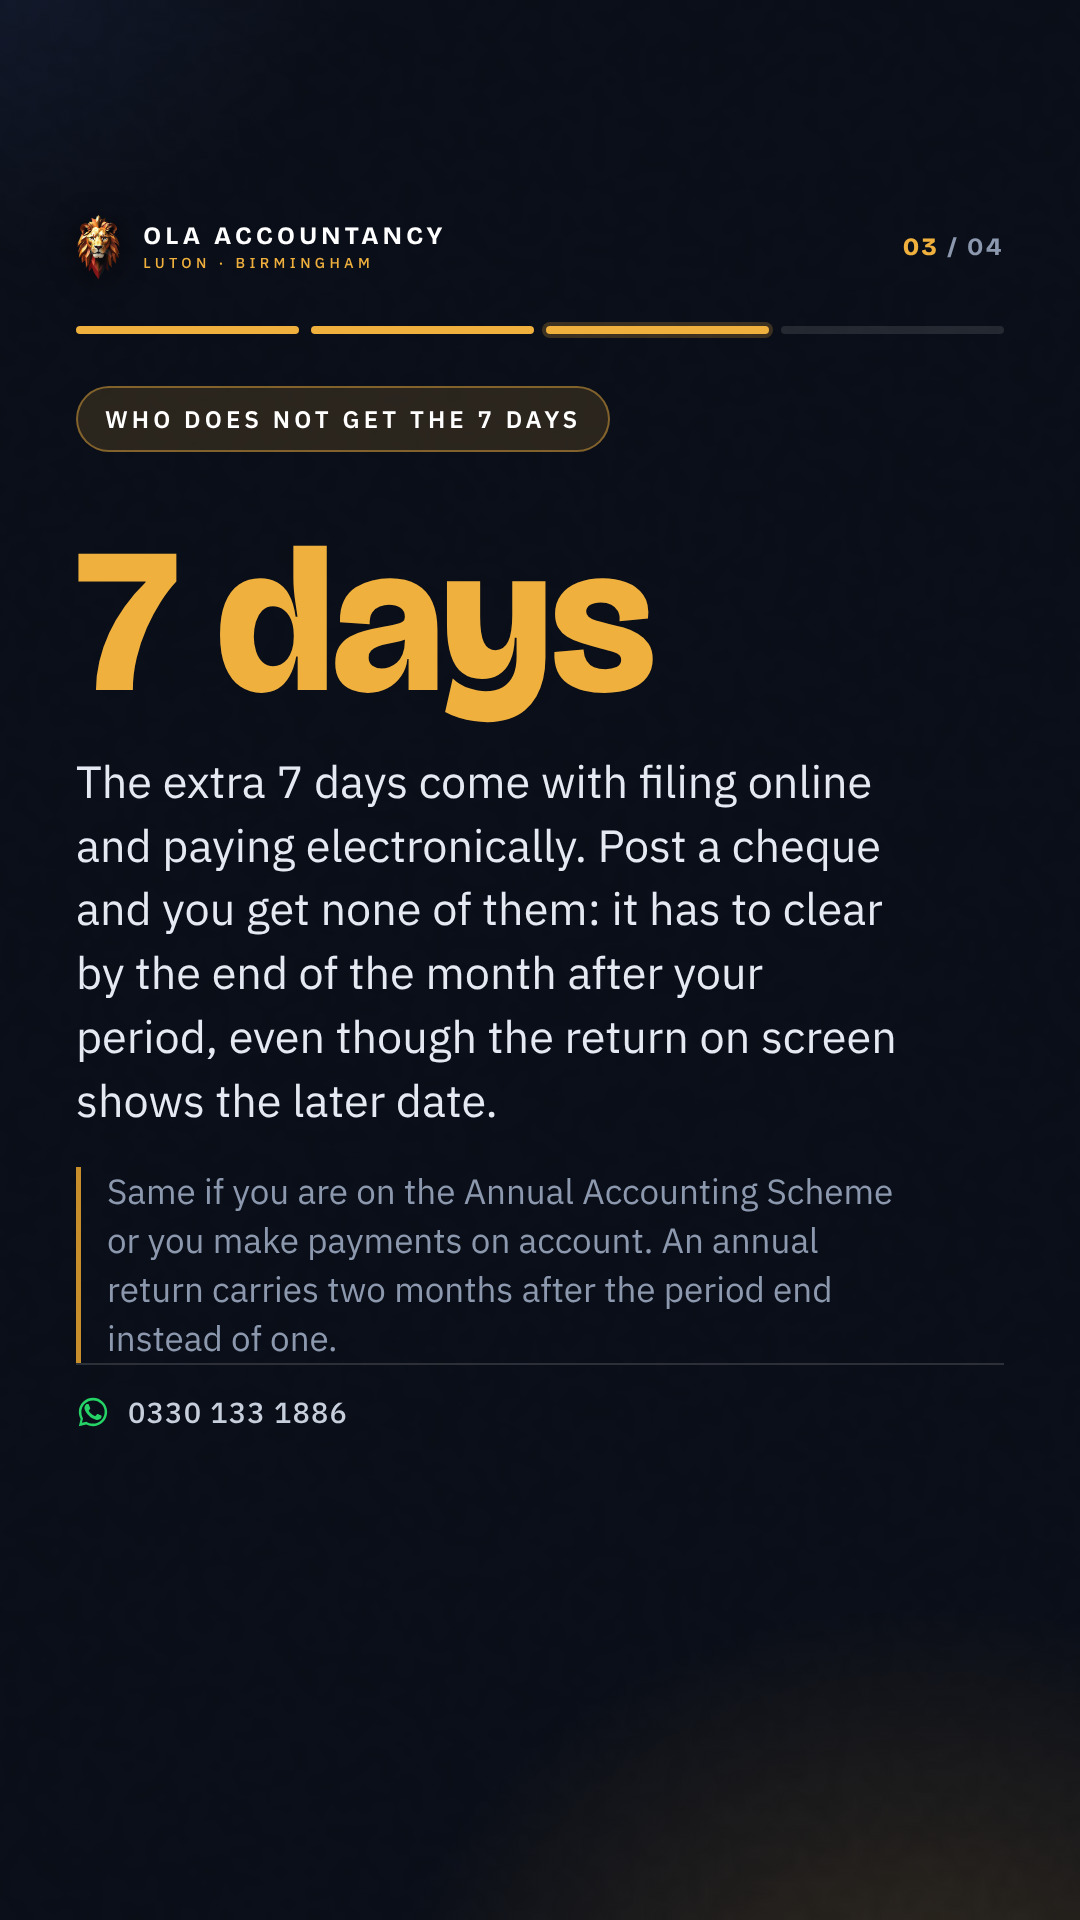 OLA ACCOUNTANCY
LUTON · BIRMINGHAM
03 / 04
WHO DOES NOT GET THE 7 DAYS
7 days
The extra 7 days come with filing online
and paying electronically. Post a cheque
and you get none of them: it has to clear
by the end of the month after your
period, even though the return on screen
shows the later date.
Same if you are on the Annual Accounting Scheme
or you make payments on account. An annual
return carries two months after the period end
instead of one.
0330 133 1886